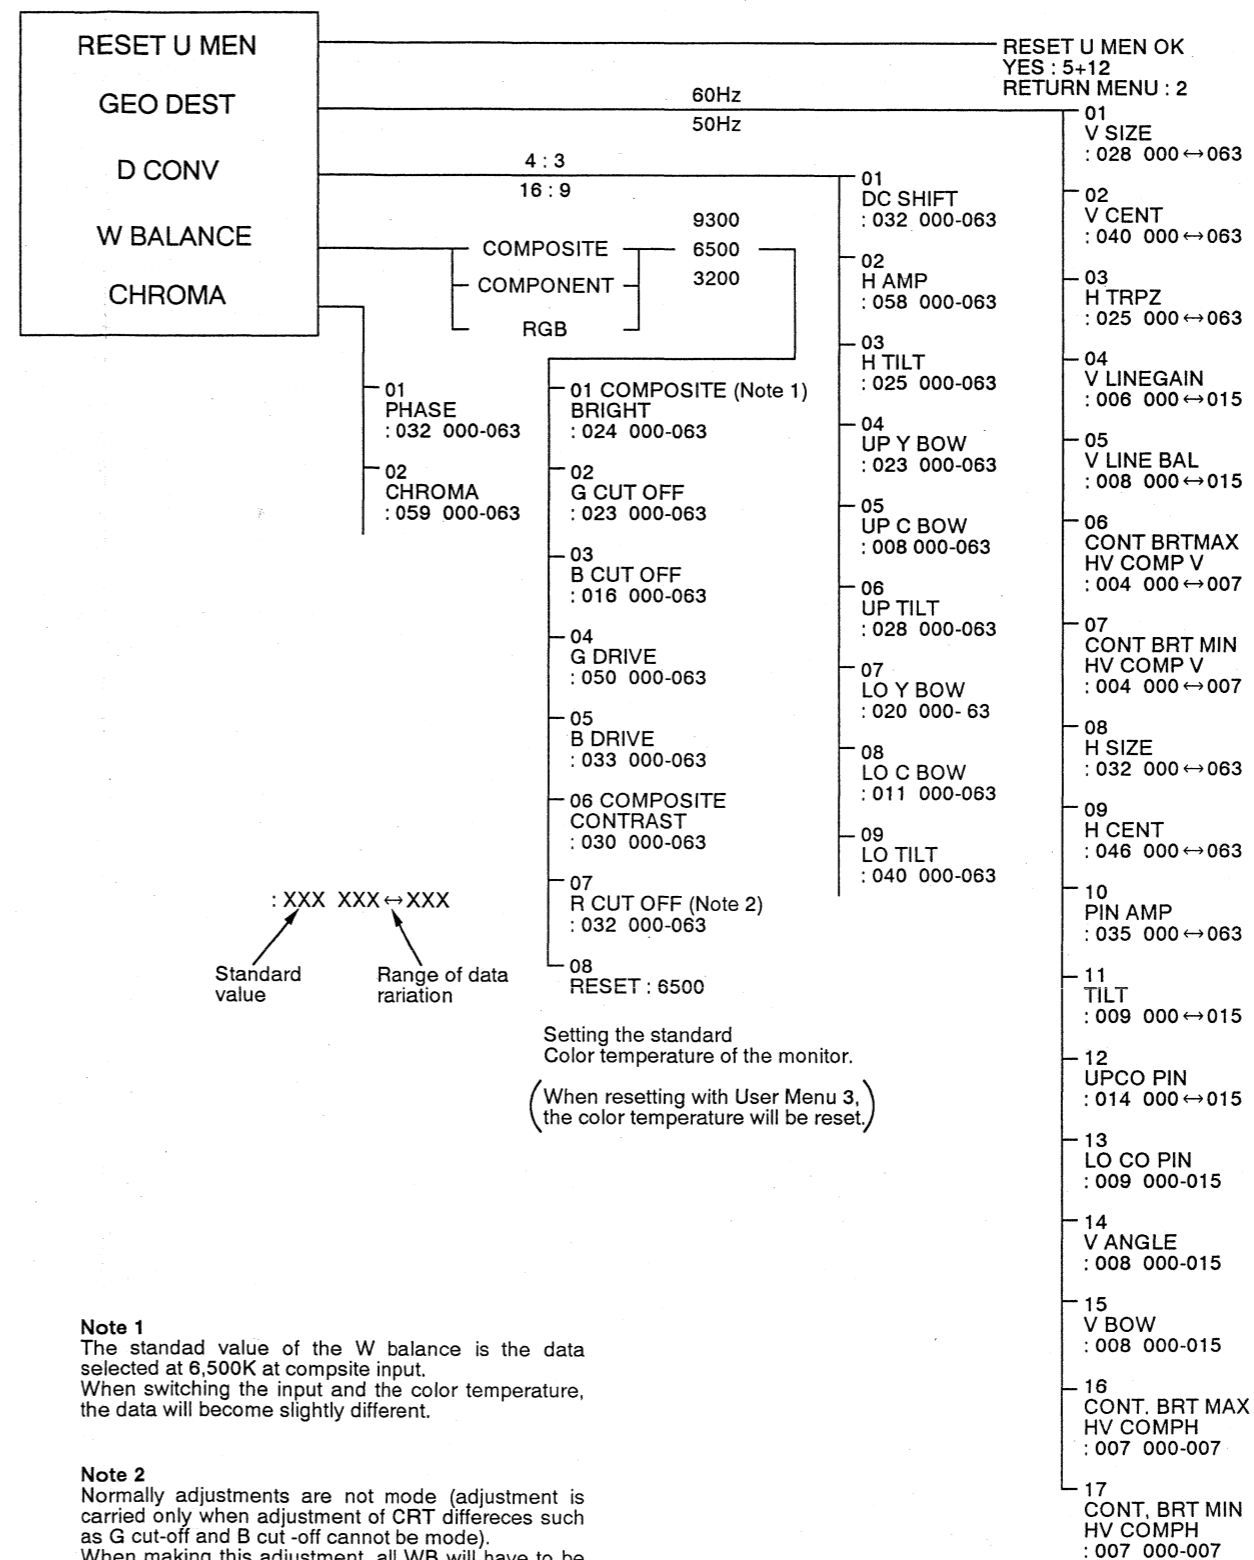 RESET U MEN
GEO DEST
D CONV
W BALANCE
CHROMA
RESET U MEN OK
YES : 5+12
RETURN MENU : 2
60Hz
50Hz
4 : 3
16 : 9
COMPOSITE
COMPONENT
RGB
9300
6500
3200
01
PHASE
: 032 000-063
02
CHROMA
: 059 000-063
01 COMPOSITE (Note 1)
BRIGHT
: 024 000-063
02
G CUT OFF
: 023 000-063
03
B CUT OFF
: 016 000-063
04
G DRIVE
: 050 000-063
05
B DRIVE
: 033 000-063
06 COMPOSITE
CONTRAST
: 030 000-063
07
R CUT OFF (Note 2)
: 032 000-063
08
RESET : 6500
Setting the standard
Color temperature of the monitor.
(When resetting with User Menu 3,
the color temperature will be reset.)
01
DC SHIFT
: 032 000-063
02
H AMP
: 058 000-063
03
H TILT
: 025 000-063
04
UP Y BOW
: 023 000-063
05
UP C BOW
: 008 000-063
06
UP TILT
: 028 000-063
07
LO Y BOW
: 020 000- 63
08
LO C BOW
: 011 000-063
09
LO TILT
: 040 000-063
01
V SIZE
: 028 000↔063
02
V CENT
: 040 000↔063
03
H TRPZ
: 025 000↔063
04
V LINEGAIN
: 006 000↔015
05
V LINE BAL
: 008 000↔015
06
CONT BRTMAX
HV COMP V
: 004 000↔007
07
CONT BRT MIN
HV COMP V
: 004 000↔007
08
H SIZE
: 032 000↔063
09
H CENT
: 046 000↔063
10
PIN AMP
: 035 000↔063
11
TILT
: 009 000↔015
12
UPCO PIN
: 014 000↔015
13
LO CO PIN
: 009 000-015
14
V ANGLE
: 008 000-015
15
V BOW
: 008 000-015
16
CONT. BRT MAX
HV COMPH
: 007 000-007
17
CONT, BRT MIN
HV COMPH
: 007 000-007
: XXX XXX↔XXX
Standard
value
Range of data
rariation
Note 1
The standad value of the W balance is the data
selected at 6,500K at compsite input.
When switching the input and the color temperature,
the data will become slightly different.
Note 2
Normally adjustments are not mode (adjustment is
carried only when adjustment of CRT differeces such
as G cut-off and B cut -off cannot be mode).
When making this adjustment, all WB will have to be